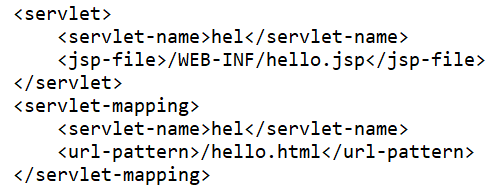 <servlet>
    <servlet-name>hel</servlet-name>
    <jsp-file>/WEB-INF/hello.jsp</jsp-file>
</servlet>
<servlet-mapping>
    <servlet-name>hel</servlet-name>
    <url-pattern>/hello.html</url-pattern>
</servlet-mapping>